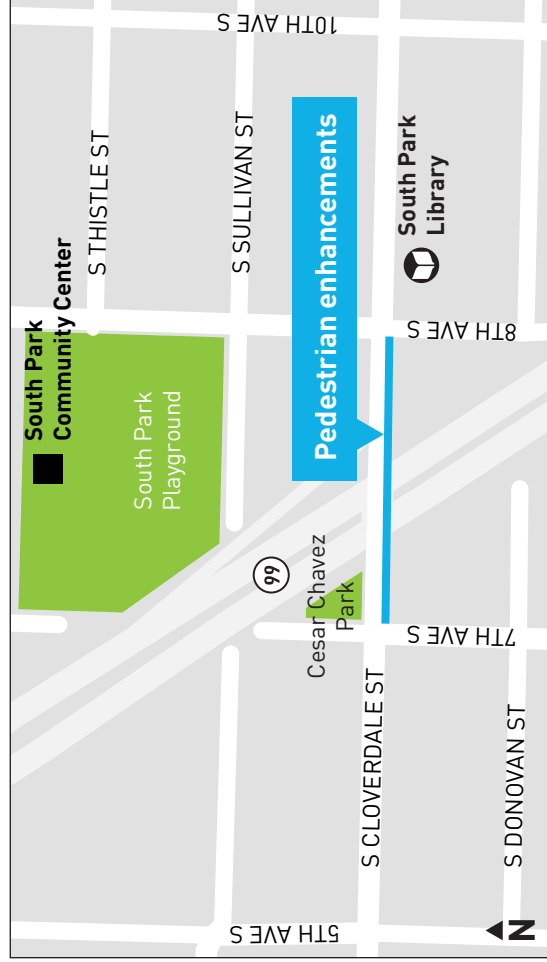 10TH AVE S
S THISTLE ST
S SULLIVAN ST
South Park
Community Center
South Park
Playground
Pedestrian enhancements
South Park
Library
8TH AVE S
99
Cesar Chavez
Park
7TH AVE S
S CLOVERDALE ST
S DONOVAN ST
5TH AVE S
N